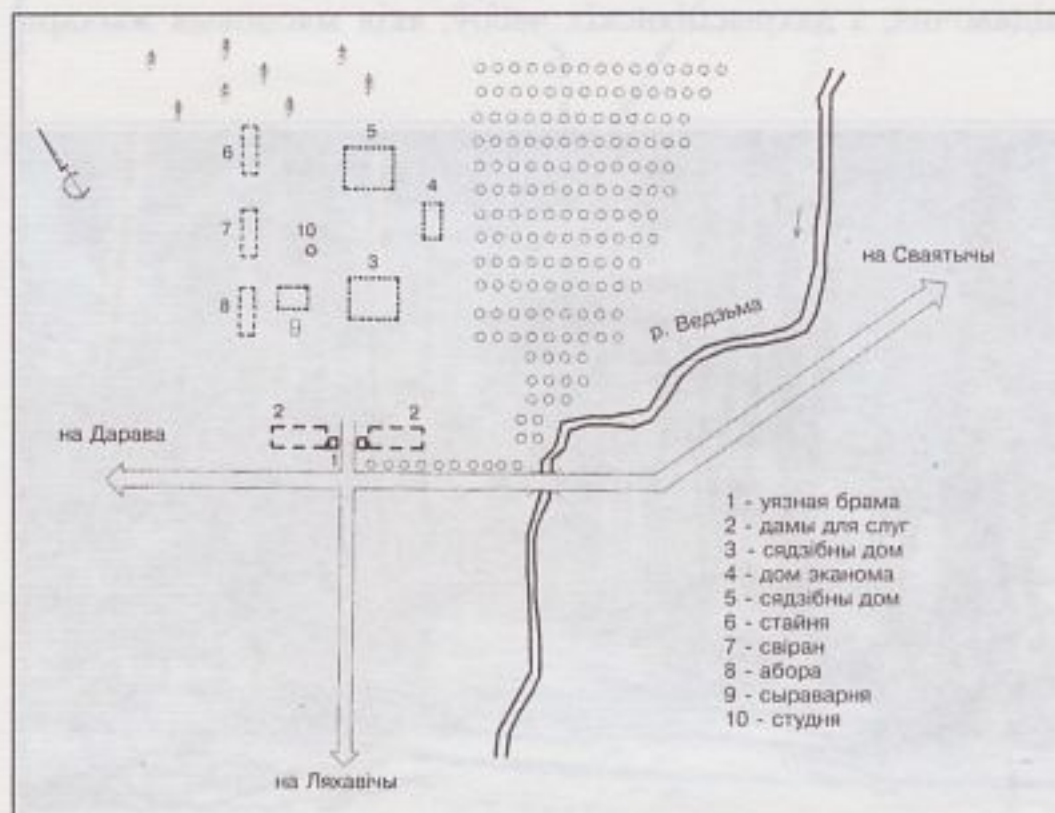 5
6
4
7
10
3
8
9
на Сваятычы
р. Ведзьма
2
2
на Дарава
1
1 - уязная брама
2 - дамы для слуг
3 - сядзібны дом
4 - дом эканома
5 - сядзібны дом
6 - стайня
7 - свіран
8 - абора
9 - сыраварня
10 - студня
на Ляхавічы